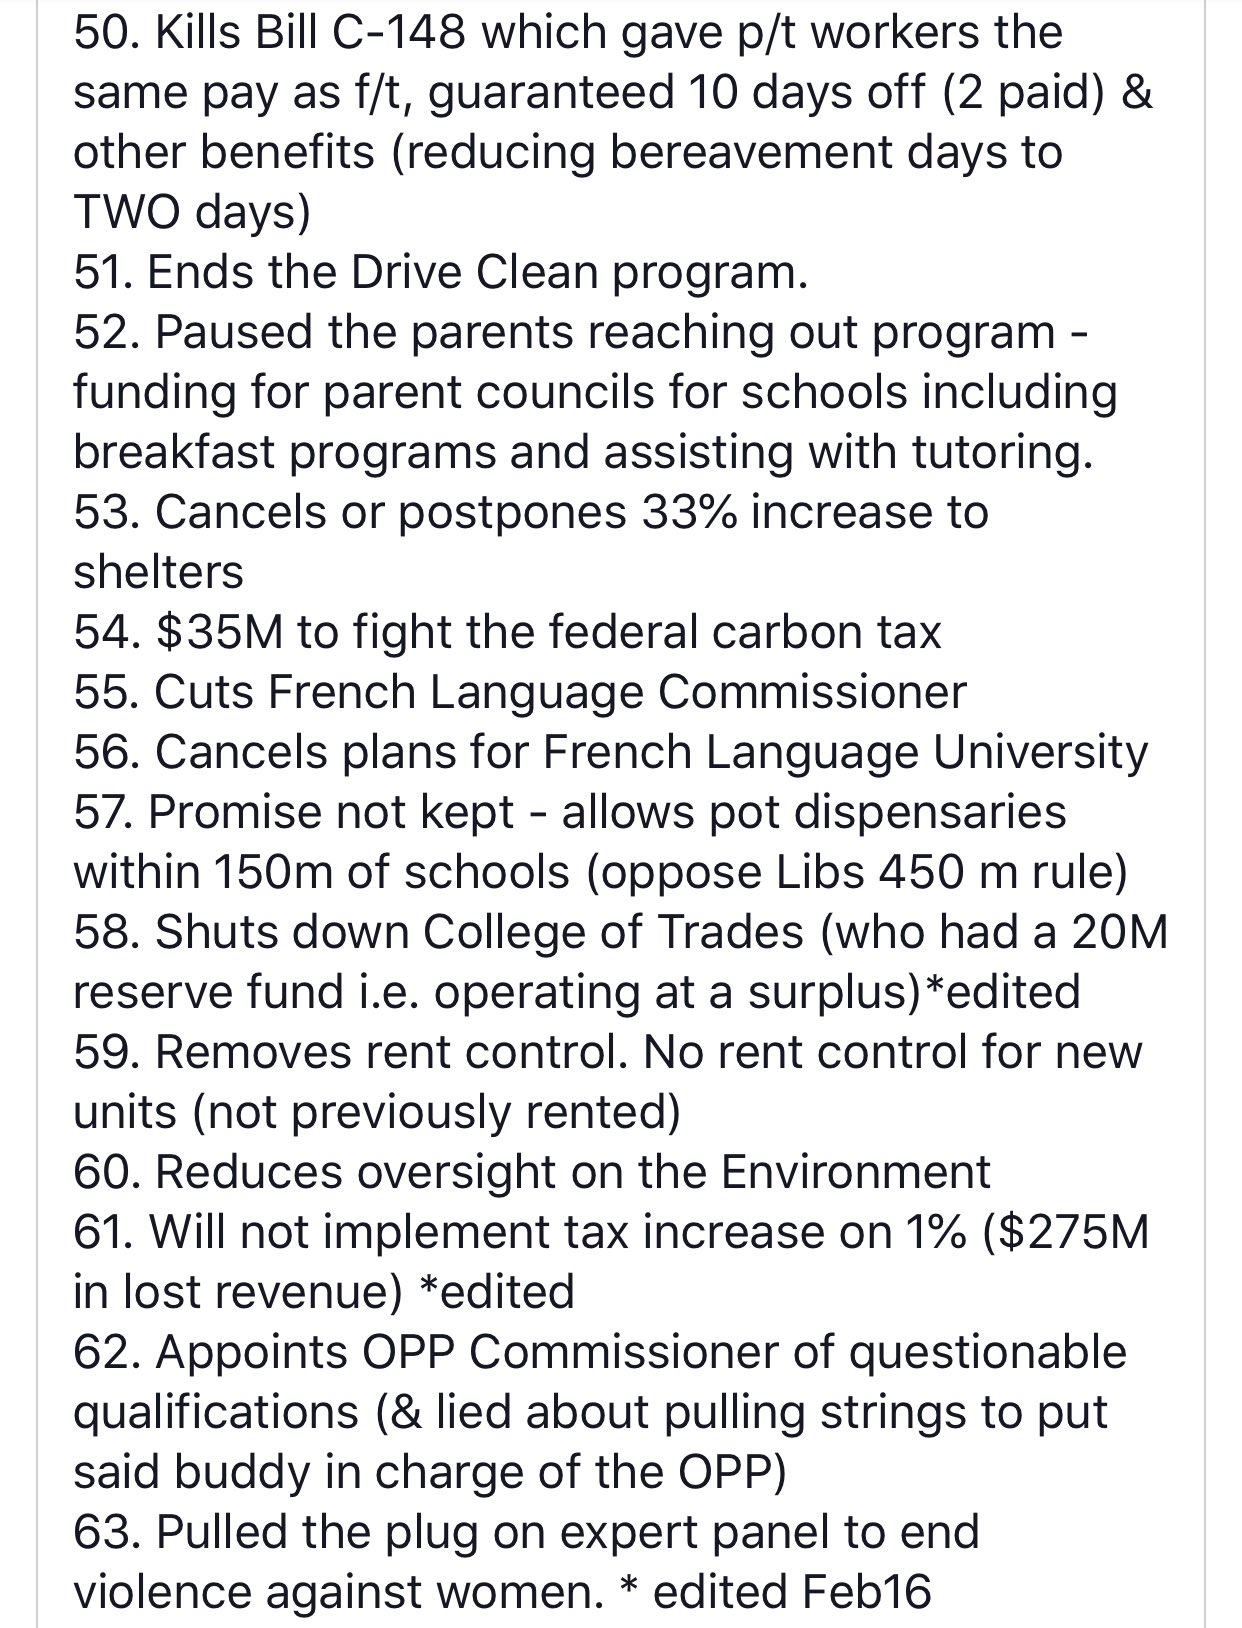 50. Kills Bill C-148 which gave p/t workers the
same pay as f/t, guaranteed 10 days off (2 paid) &
other benefits (reducing bereavement days to
TWO days)
51. Ends the Drive Clean program.
52. Paused the parents reaching out program -
funding for parent councils for schools including
breakfast programs and assisting with tutoring.
53. Cancels or postpones 33% increase to
shelters
54. $35M to fight the federal carbon tax
55. Cuts French Language Commissioner
56. Cancels plans for French Language University
57. Promise not kept - allows pot dispensaries
within 150m of schools (oppose Libs 450 m rule)
58. Shuts down College of Trades (who had a 20M
reserve fund i.e. operating at a surplus)*edited
59. Removes rent control. No rent control for new
units (not previously rented)
60. Reduces oversight on the Environment
61. Will not implement tax increase on 1% ($275M
in lost revenue) *edited
62. Appoints OPP Commissioner of questionable
qualifications (& lied about pulling strings to put
said buddy in charge of the OPP)
63. Pulled the plug on expert panel to end
violence against women. * edited Feb16